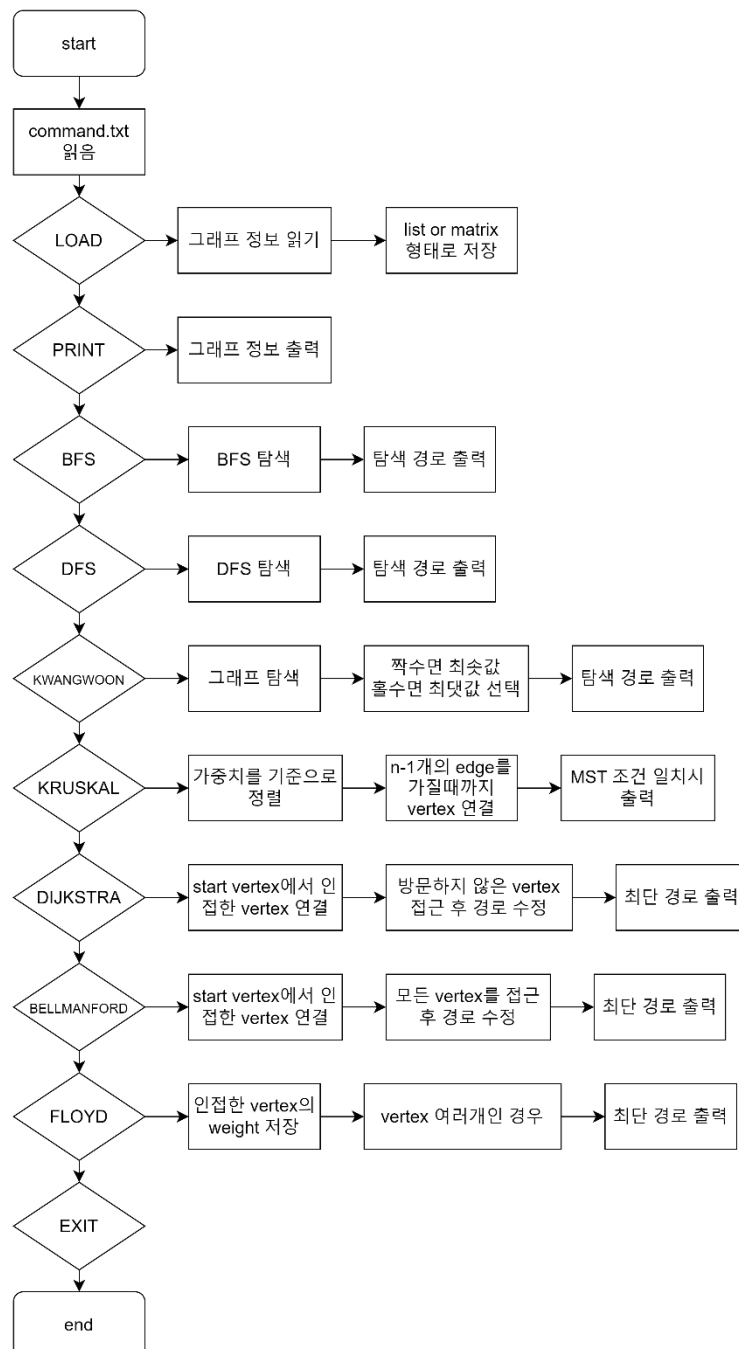 start
command.txt
읽음
LOAD
그래프 정보 읽기
list or matrix
형태로 저장
PRINT
그래프 정보 출력
BFS
BFS 탐색
탐색 경로 출력
DFS
DFS 탐색
탐색 경로 출력
KWANGWOON
그래프 탐색
짝수면 최솟값
홀수면 최댓값 선택
탐색 경로 출력
KRUSKAL
가중치를 기준으로
정렬
n-1개의 edge를
가질때까지
vertex 연결
MST 조건 일치시
출력
DIJKSTRA
start vertex에서 인
접한 vertex 연결
방문하지 않은 vertex
접근 후 경로 수정
최단 경로 출력
BELLMANFORD
start vertex에서 인
접한 vertex 연결
모든 vertex를 접근
후 경로 수정
최단 경로 출력
FLOYD
인접한 vertex의
weight 저장
vertex 여러개인 경우
최단 경로 출력
EXIT
end